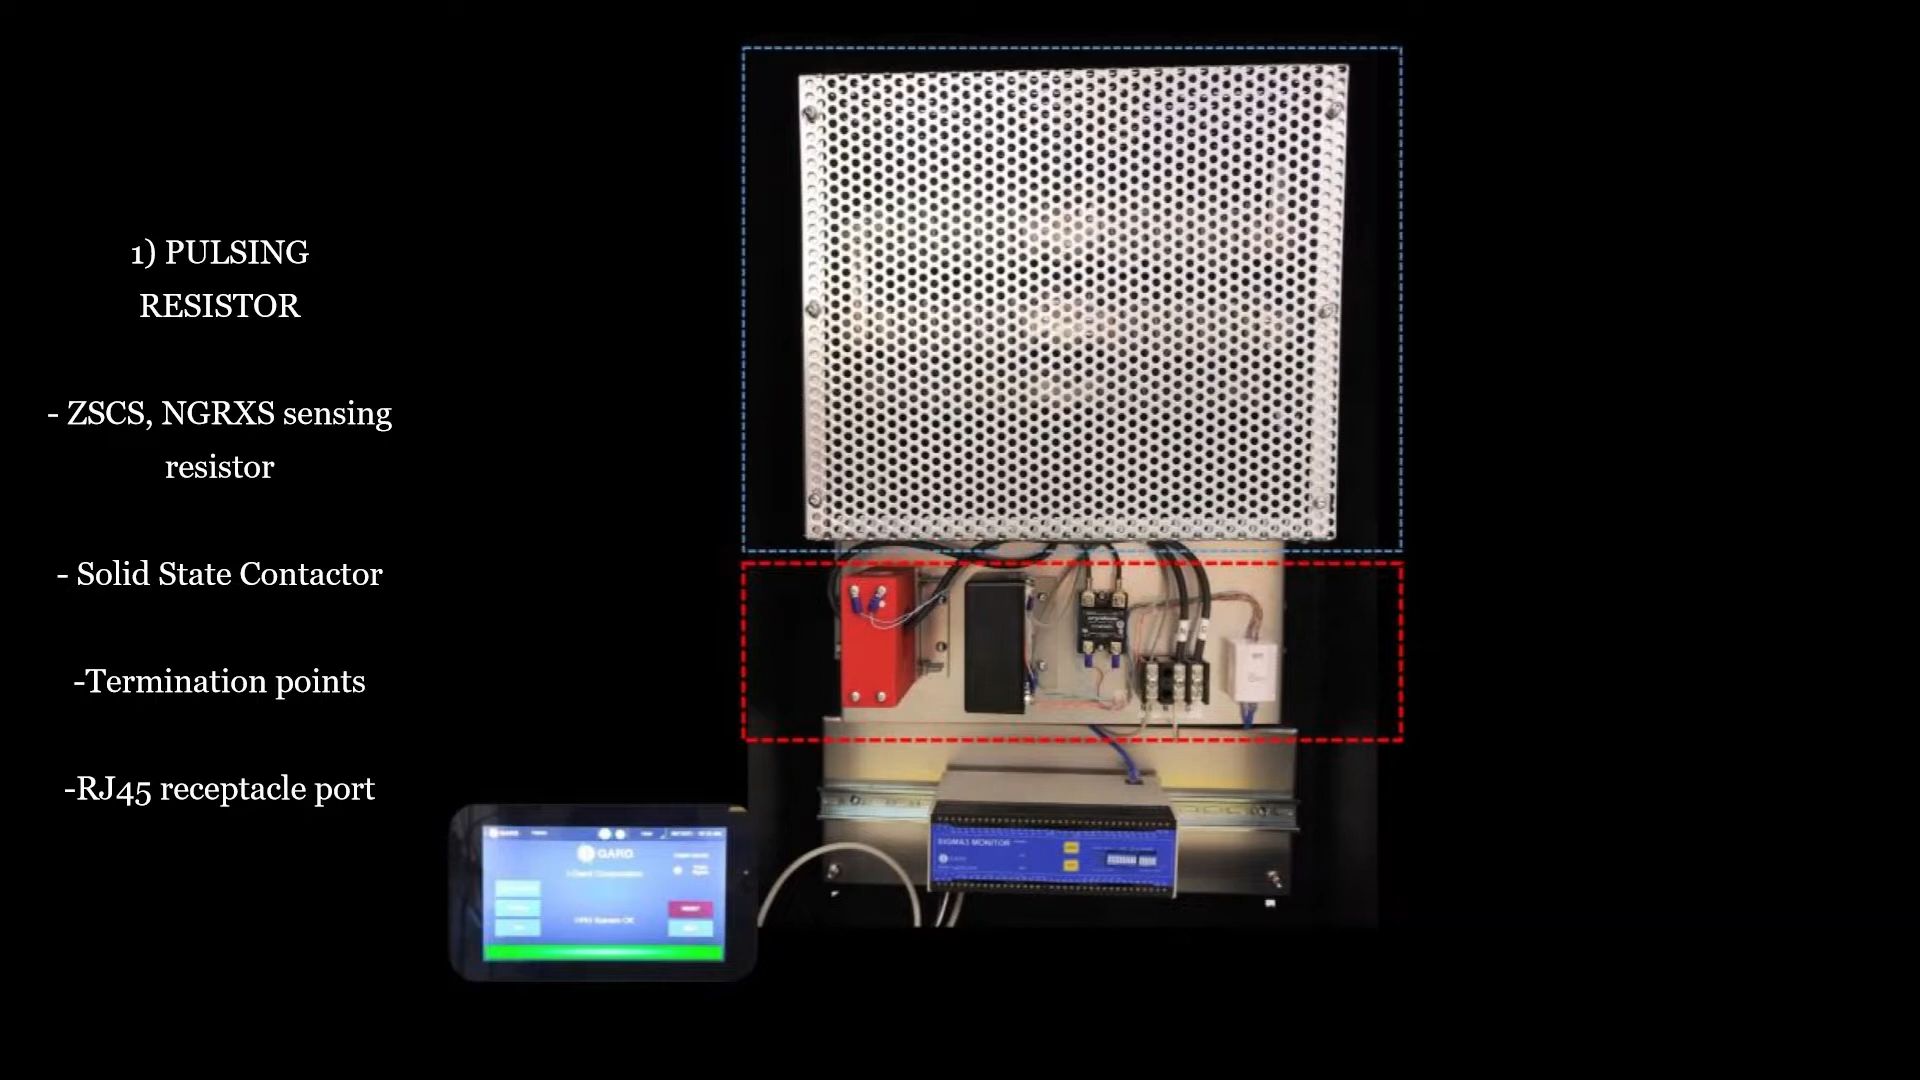 1) PULSING
RESISTOR
- ZSCS, NGRXS sensing
resistor
- Solid State Contactor
-Termination points
-RJ45 receptacle port
SIGMA3 MONITOR
GARD